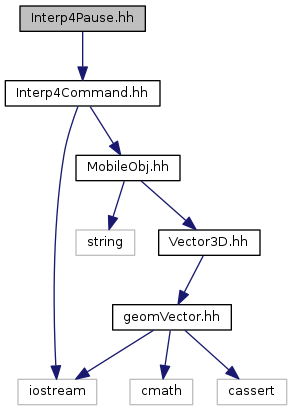 Interp4Pause.hh
Interp4Command.hh
MobileObj.hh
string
Vector3D.hh
geomVector.hh
iostream
cmath
cassert